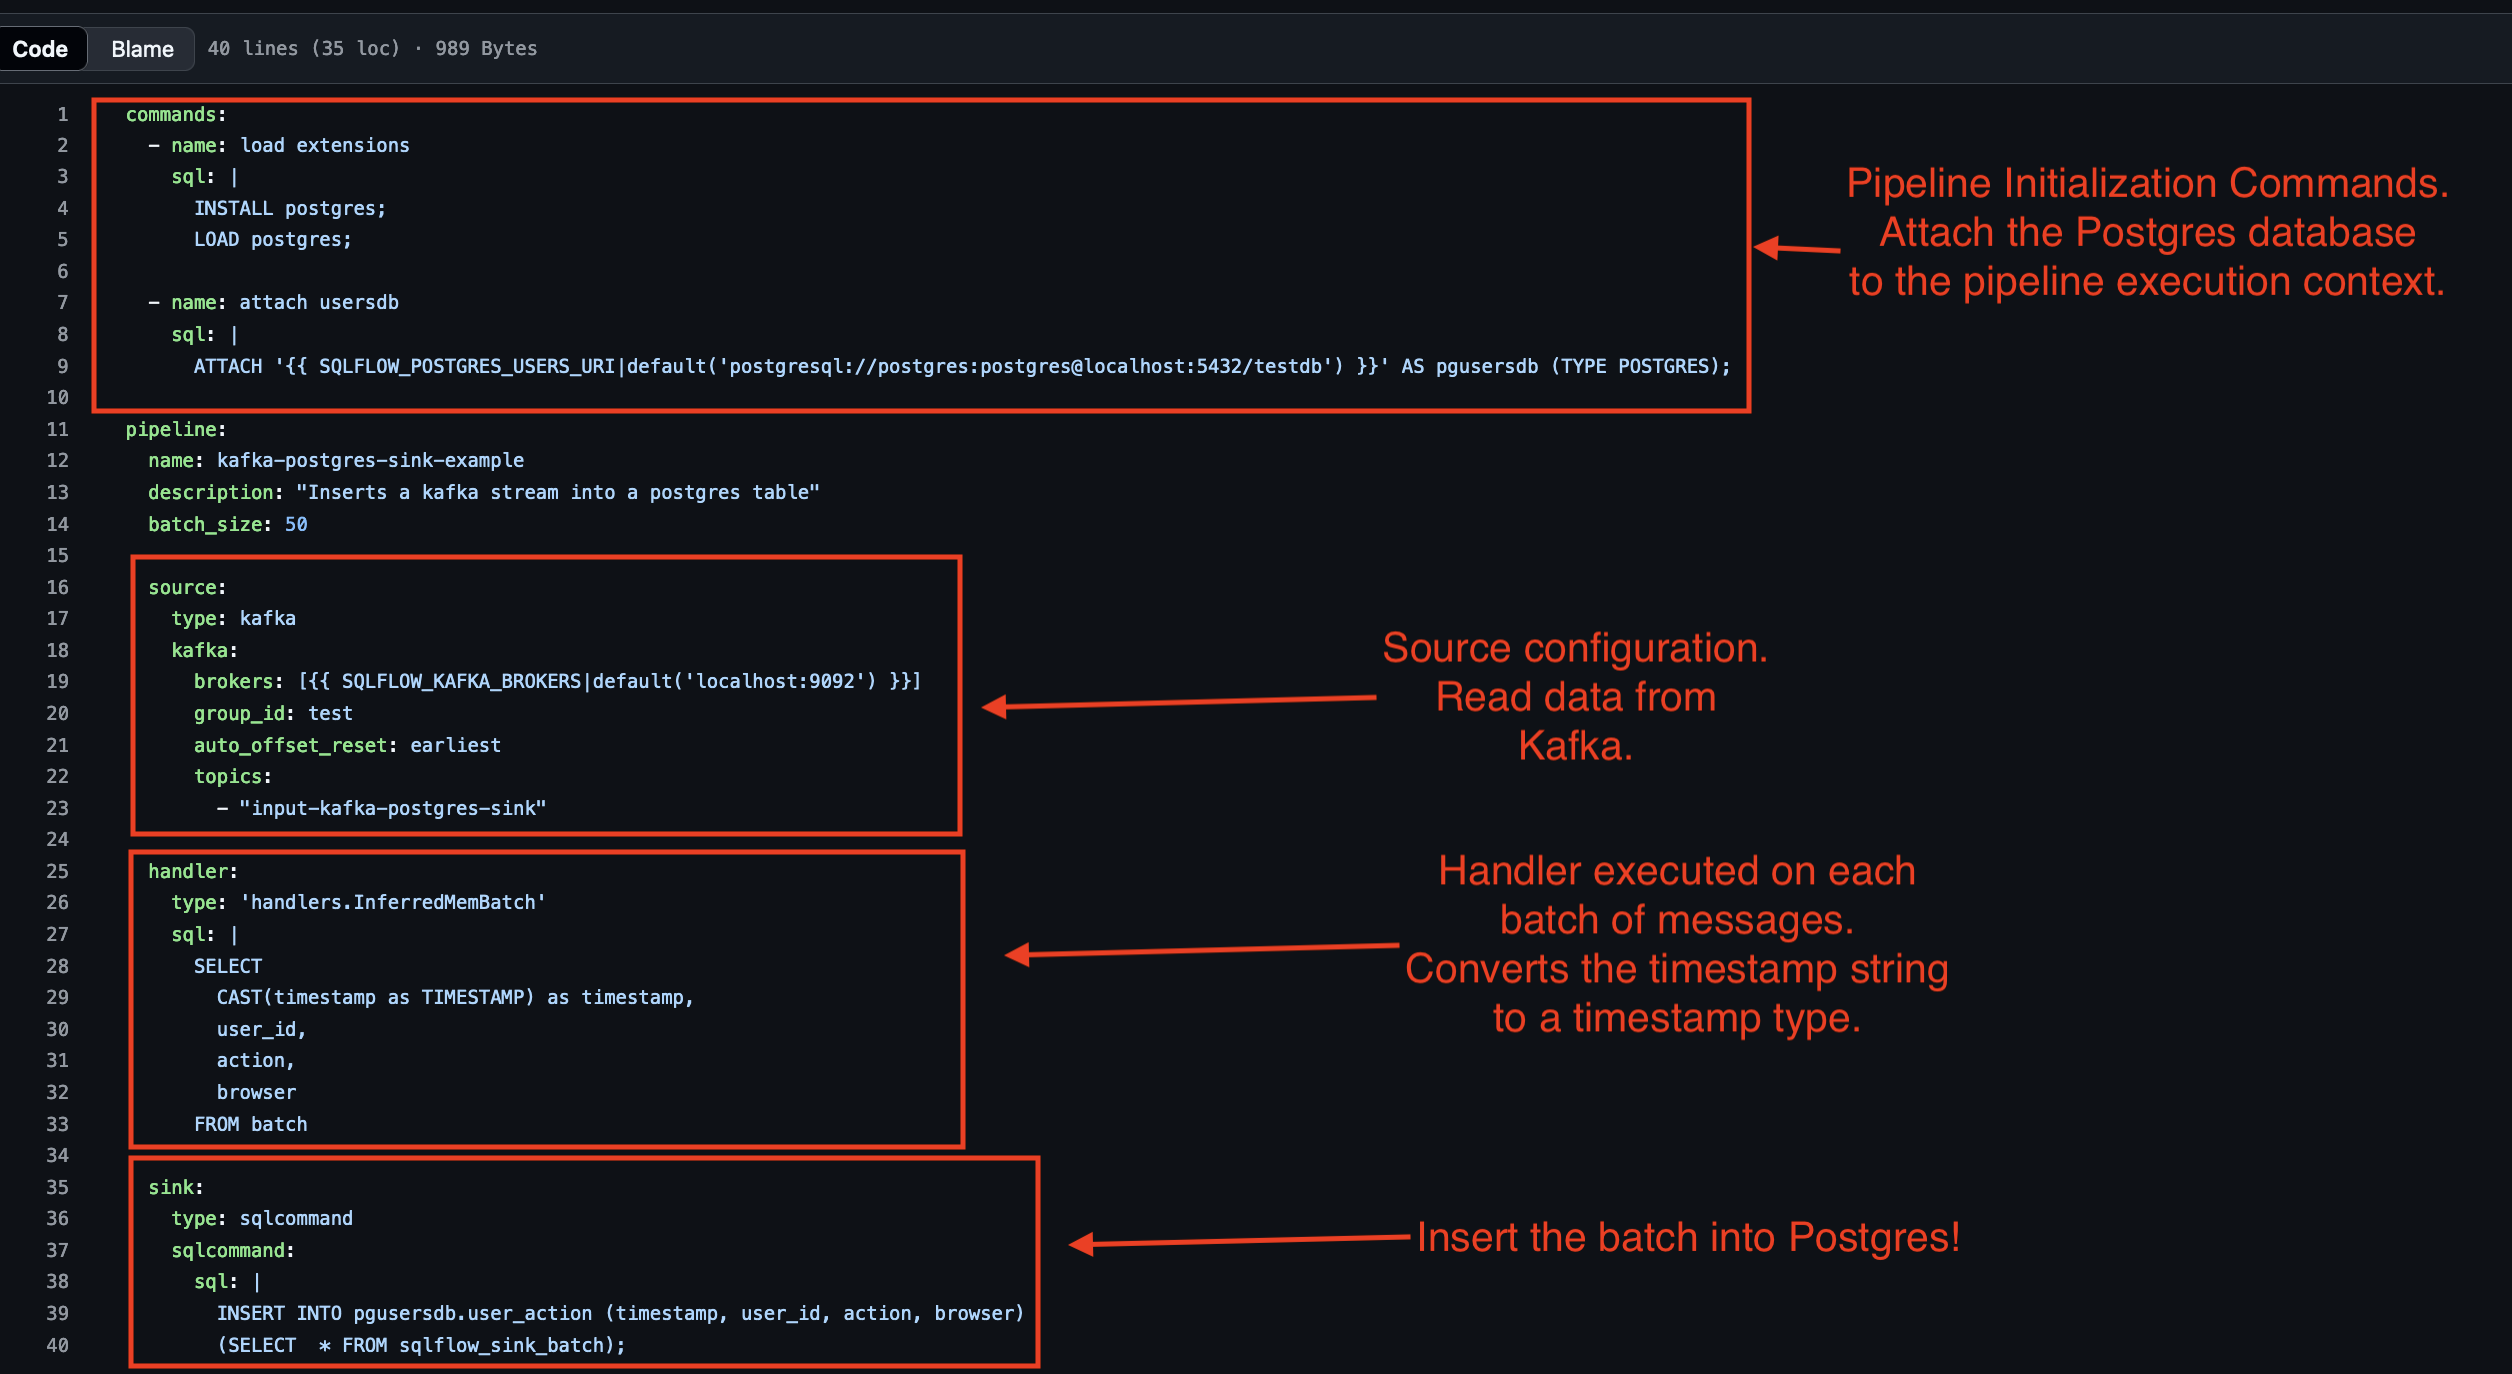 Code Blame 40 lines (35 loc) · 989 Bytes
1 commands:
2 - name: load extensions
3 sql: |
4 INSTALL postgres;
5 LOAD postgres;
6
7 - name: attach usersdb
8 sql: |
9 ATTACH '{{ SQLFLOW_POSTGRES_USERS_URI|default('postgresql://postgres:postgres@localhost:5432/testdb') }}' AS pgusersdb (TYPE POSTGRES);
10
Pipeline Initialization Commands.
Attach the Postgres database
to the pipeline execution context.
11 pipeline:
12 name: kafka-postgres-sink-example
13 description: "Inserts a kafka stream into a postgres table"
14 batch_size: 50
15
16 source:
17 type: kafka
18 kafka:
19 brokers: [{{ SQLFLOW_KAFKA_BROKERS|default('localhost:9092') }}]
20 group_id: test
21 auto_offset_reset: earliest
22 topics:
23 - "input-kafka-postgres-sink"
24
Source configuration.
Read data from
Kafka.
25 handler:
26 type: 'handlers.InferredMemBatch'
27 sql: |
28 SELECT
29 CAST(timestamp as TIMESTAMP) as timestamp,
30 user_id,
31 action,
32 browser
33 FROM batch
34
Handler executed on each
batch of messages.
Converts the timestamp string
to a timestamp type.
35 sink:
36 type: sqlcommand
37 sqlcommand:
38 sql: |
39 INSERT INTO pgusersdb.user_action (timestamp, user_id, action, browser)
40 (SELECT  * FROM sqlflow_sink_batch);
Insert the batch into Postgres!